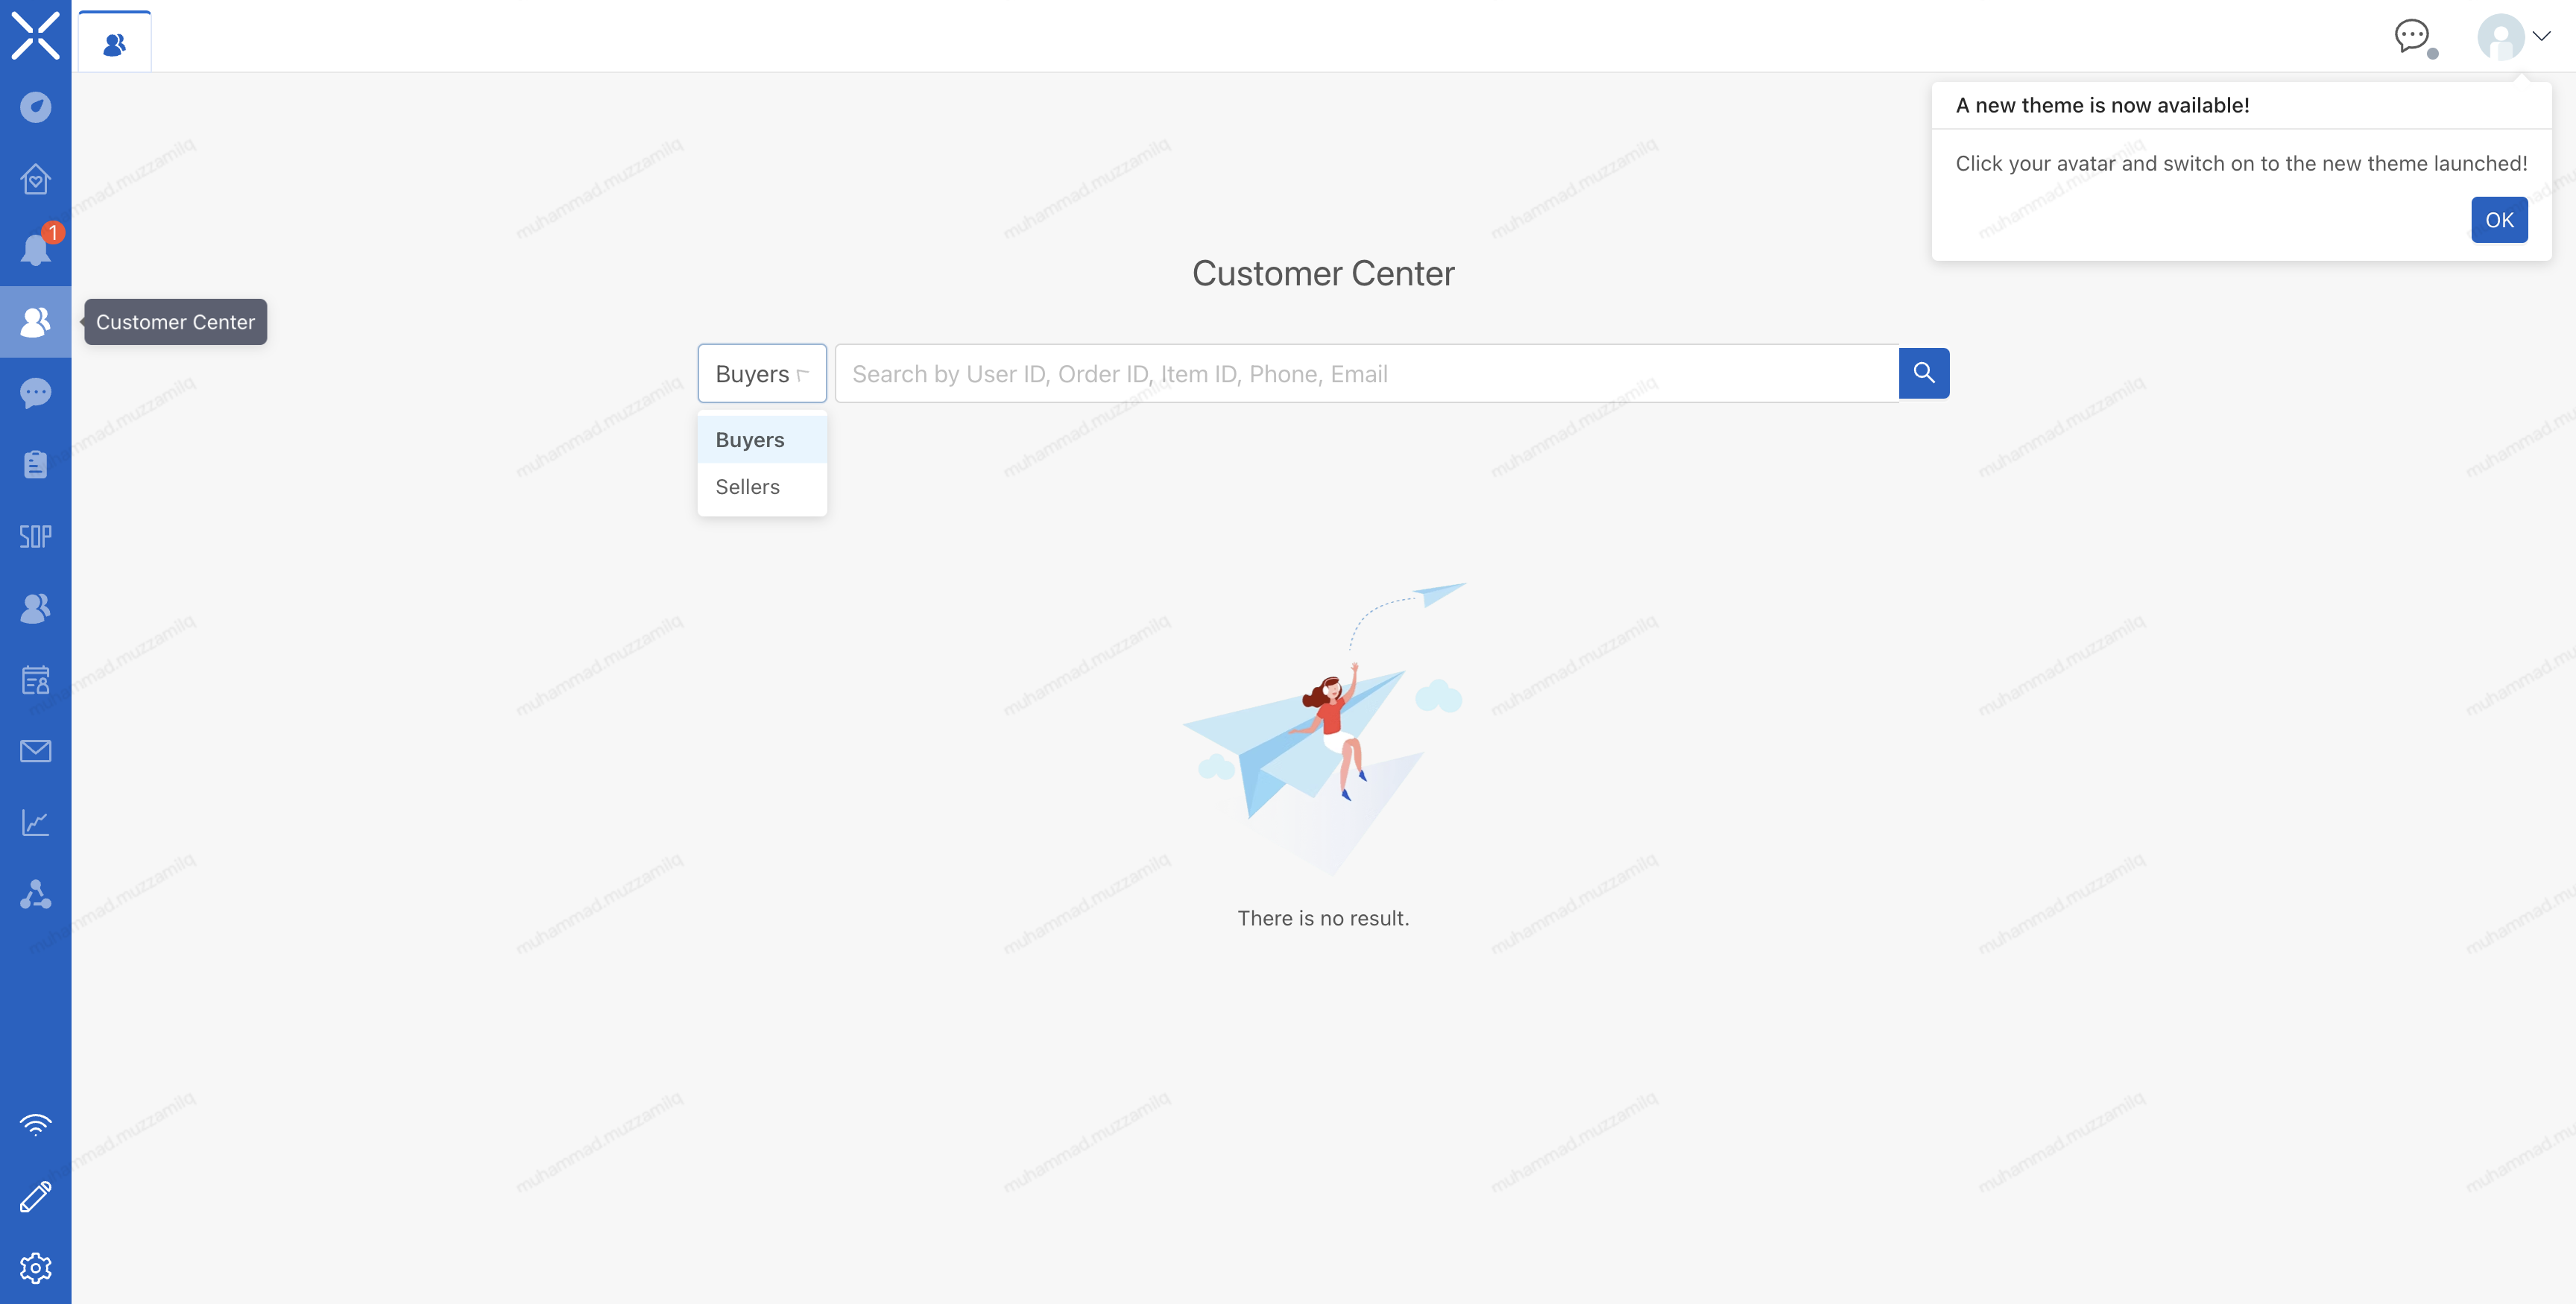 A new theme is now available!
Click your avatar and switch on to the new theme launched!
OK
1
Customer Center
Customer Center
Buyers
Search by User ID, Order ID, Item ID, Phone, Email
Buyers
Sellers
SOP
There is no result.
muhammad.muzzamilq